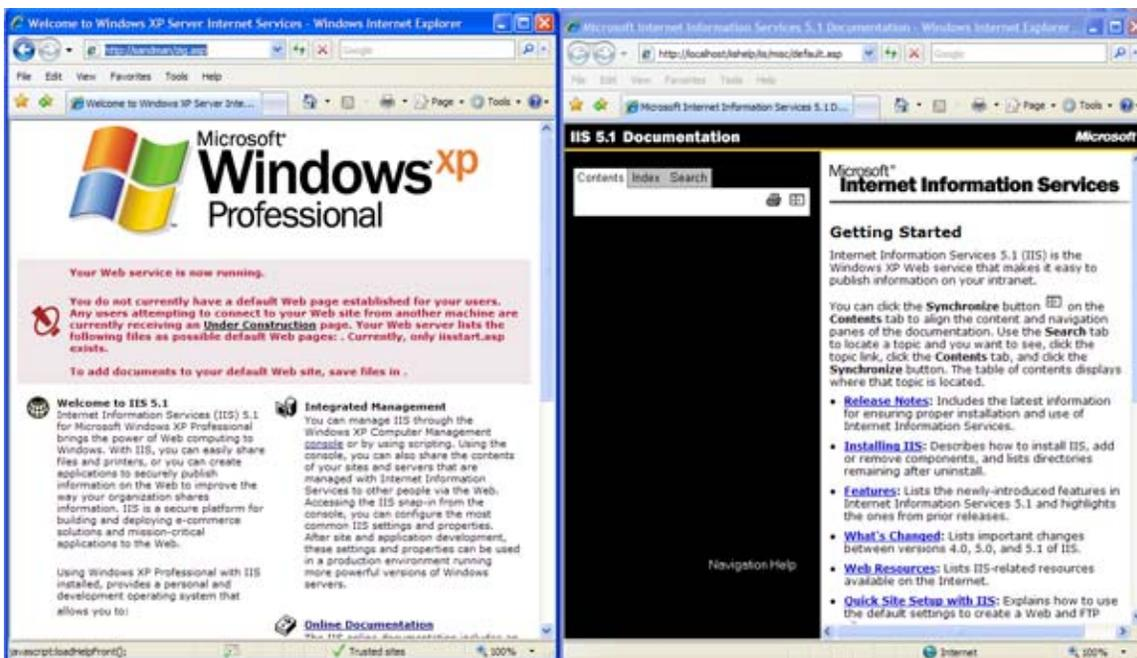 Welcome to Windows XP Server Internet Services - Windows Internet Explorer
Google
File Edit View Favorites Tools Help
Welcome to Windows XP Server Inte...
Page Tools
Microsoft
Windows xp
Professional
Your Web service is now running.
You do not currently have a default Web page established for your users.
Any users attempting to connect to your Web site from another machine are
currently receiving an Under Construction page. Your Web server lists the
following files as possible default Web pages: . Currently, only iisstart.asp
exists.
To add documents to your default Web site, save files in .
Welcome to IIS 5.1
Internet Information Services (IIS) 5.1
for Microsoft Windows XP Professional
brings the power of Web computing to
Windows. With IIS, you can easily share
files and printers, or you can create
applications to securely publish
information on the Web to improve the
way your organization shares
information. IIS is a secure platform for
building and deploying e-commerce
solutions and mission-critical
applications to the Web.
Using Windows XP Professional with IIS
installed, provides a personal and
development operating system that
allows you to:
Integrated Management
You can manage IIS through the
Windows XP Computer Management
console or by using scripting. Using the
console, you can also share the contents
of your sites and servers that are
managed with Internet Information
Services to other people via the Web.
Accessing the IIS snap-in from the
console, you can configure the most
common IIS settings and properties.
After site and application development,
these settings and properties can be used
in a production environment running
more powerful versions of Windows
servers.
Online Documentation
The IIS online documentation includes an
javascript:loadHelpFront();
Trusted sites
100%
Microsoft Internet Information Services 5.1 Documentation - Windows Internet Explorer
http://localhost/iishelp/iis/misc/default.asp
Google
File Edit View Favorites Tools Help
Microsoft Internet Information Services 5.1 D...
Page Tools
IIS 5.1 Documentation
Microsoft
Contents Index Search
Navigation Help
Microsoft
Internet Information Services
Getting Started
Internet Information Services 5.1 (IIS) is the
Windows XP Web service that makes it easy to
publish information on your intranet.
You can click the Synchronize button on the
Contents tab to align the content and navigation
panes of the documentation. Use the Search tab
to locate a topic and you want to see, click the
topic link, click the Contents tab, and click the
Synchronize button. The table of contents displays
where that topic is located.
• Release Notes: Includes the latest information
for ensuring proper installation and use of
Internet Information Services.
• Installing IIS: Describes how to install IIS, add
or remove components, and lists directories
remaining after uninstall.
• Features: Lists the newly-introduced features in
Internet Information Services 5.1 and highlights
the ones from prior releases.
• What's Changed: Lists important changes
between versions 4.0, 5.0, and 5.1 of IIS.
• Web Resources: Lists IIS-related resources
available on the Internet.
• Quick Site Setup with IIS: Explains how to use
the default settings to create a Web and FTP
Internet
100%